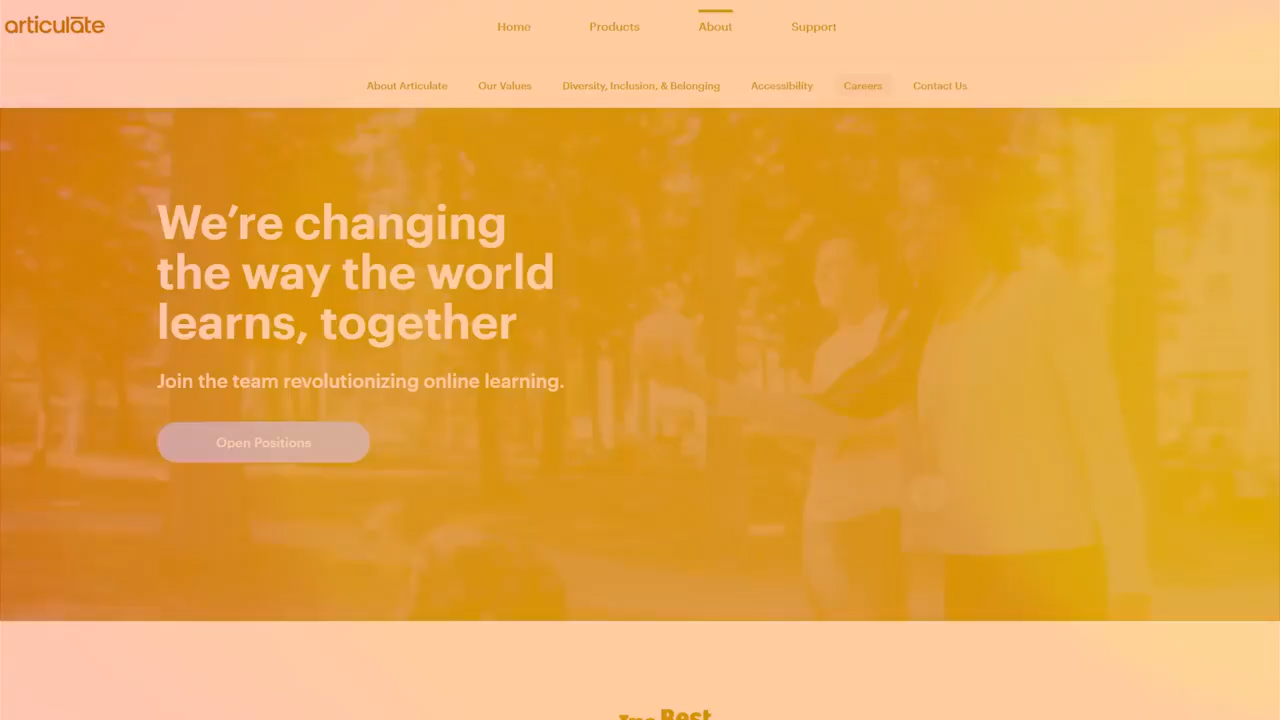 articulate
Home Products About Support
About Articulate Our Values Diversity, Inclusion, & Belonging Accessibility Careers Contact Us
We're changing
the way the world
learns, together
Join the team revolutionizing online learning.
Open Positions
Best